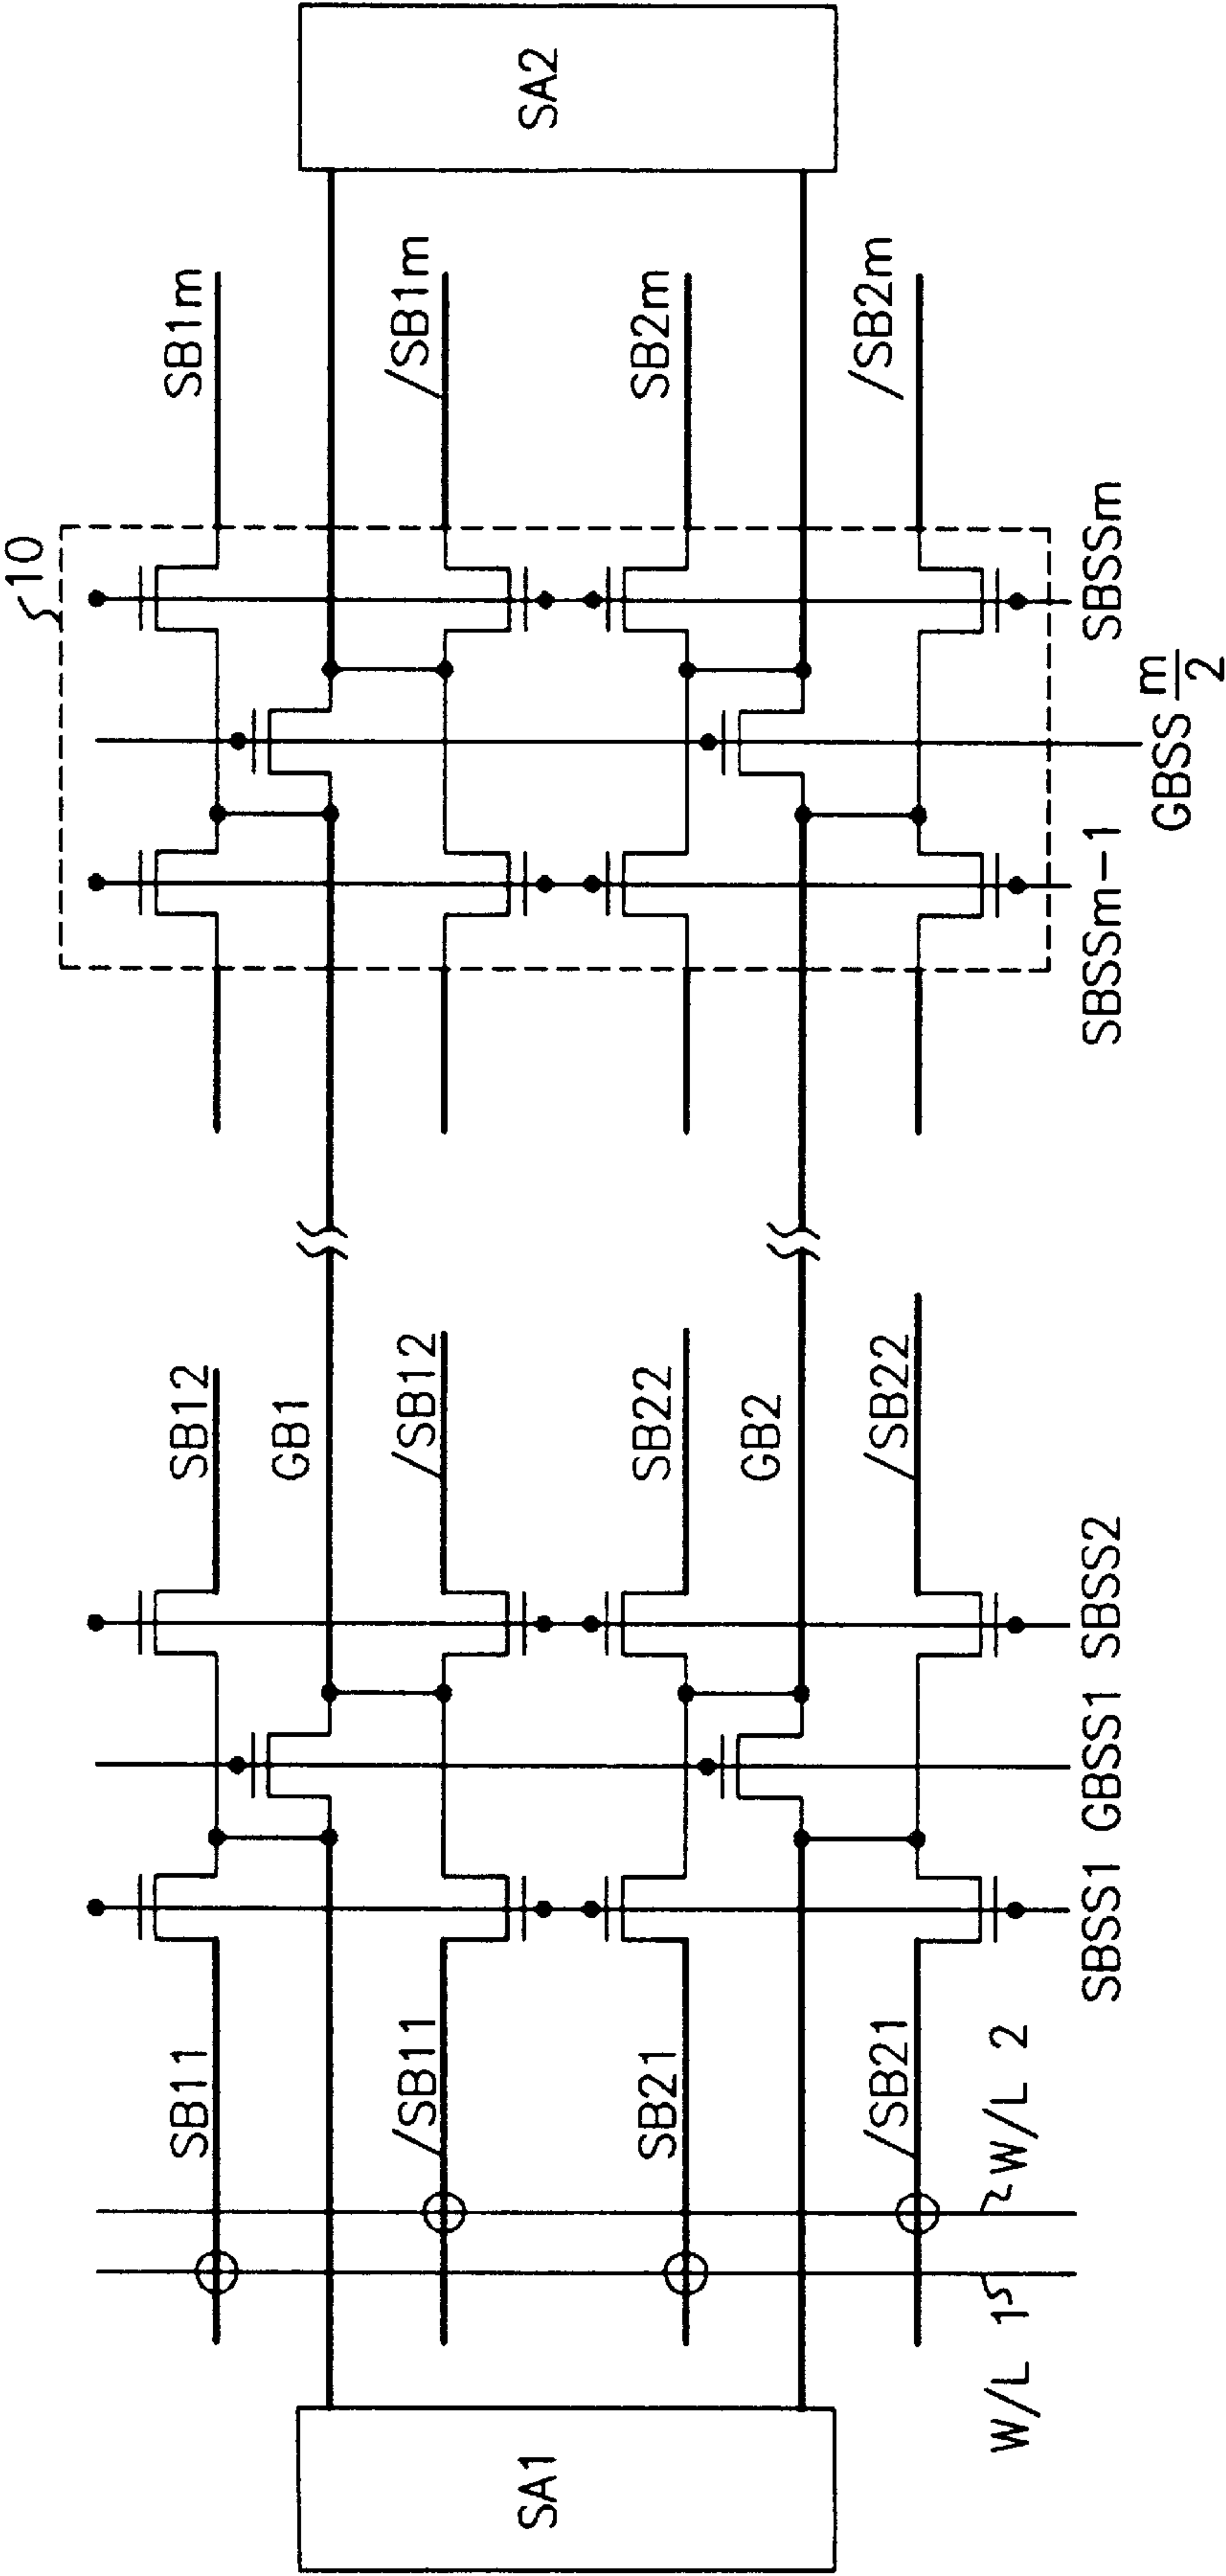 10
SB1m
/SB1m
SB2m
/SB2m
SA2
SBSSm-1
GBSS m/2
SBSSm
SB12
GB1
/SB12
SB22
GB2
/SB22
SB11
/SB11
SB21
/SB21
SA1
W/L 1
W/L 2
SBSS1 GBSS1 SBSS2